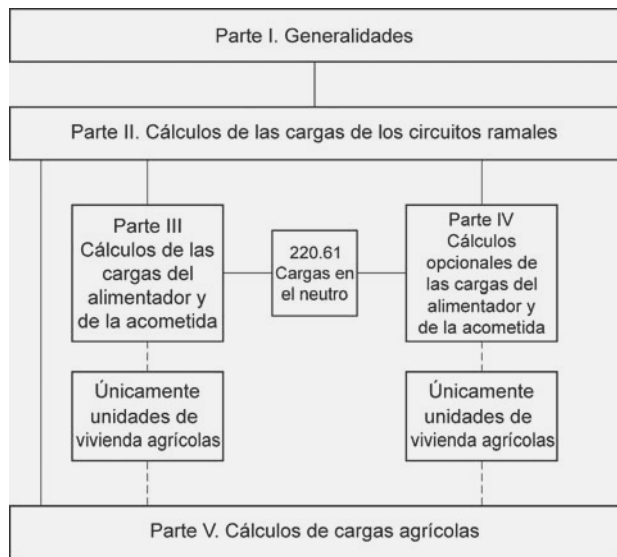 Parte I. Generalidades
Parte II. Cálculos de las cargas de los circuitos ramales
Parte III
Cálculos de las
cargas del
alimentador y
de la acometida
220.61
Cargas en
el neutro
Parte IV
Cálculos
opcionales de
las cargas del
alimentador y
de la acometida
Únicamente
unidades de
vivienda agrícolas
Únicamente
unidades de
vivienda agrícolas
Parte V. Cálculos de cargas agrícolas